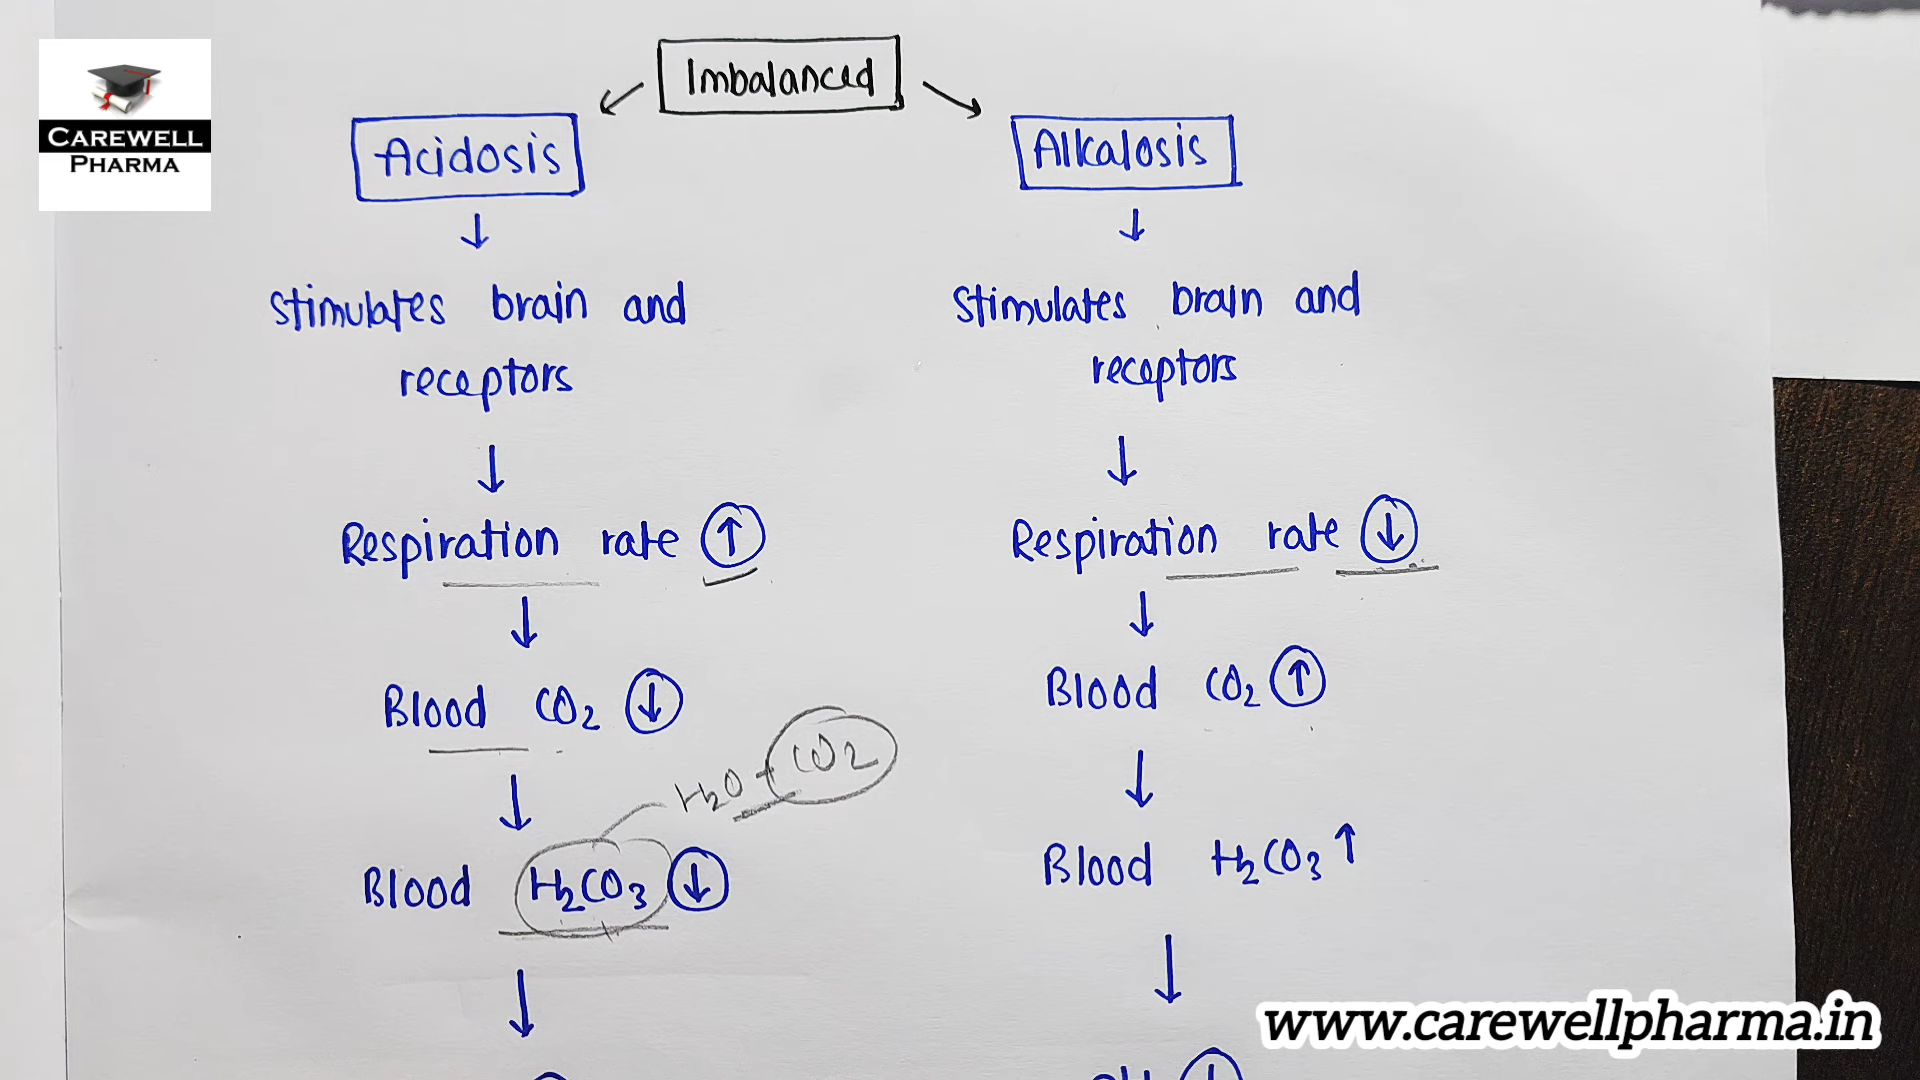 CAREWELL
PHARMA
Imbalanced
Acidosis
↓
Stimulates brain and
receptors
↓
Respiration rate ↑
↓
Blood CO2 ↓
↓
H2O + CO2
Blood H2CO3 ↓
↓
Alkalosis
↓
Stimulates brain and
receptors
↓
Respiration rate ↓
↓
Blood CO2 ↑
↓
Blood H2CO3 ↑
↓
www.carewellpharma.in